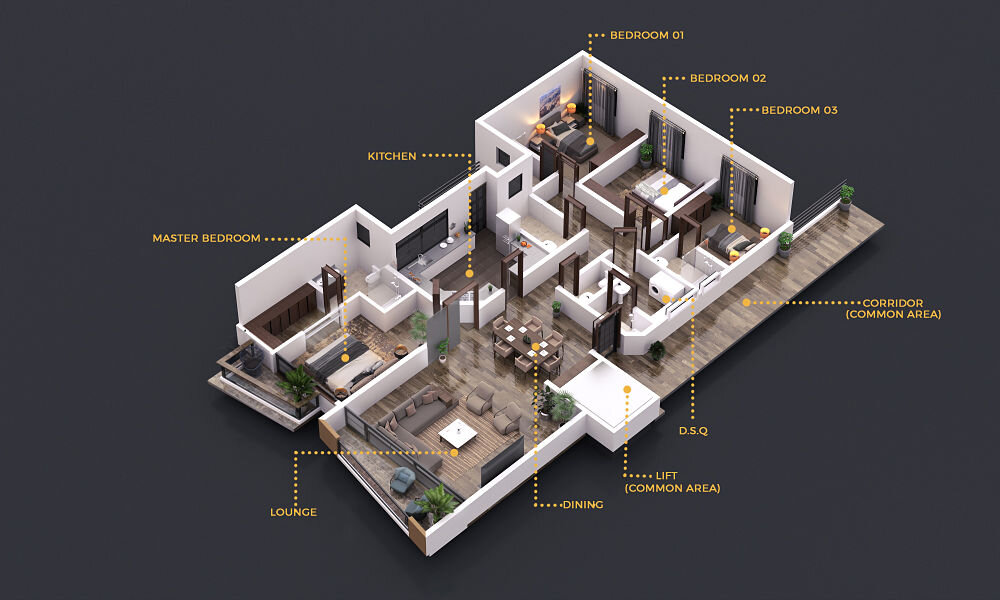 BEDROOM 01
BEDROOM 02
BEDROOM 03
KITCHEN
MASTER BEDROOM
CORRIDOR
(COMMON AREA)
D.S.Q
LIFT
(COMMON AREA)
DINING
LOUNGE